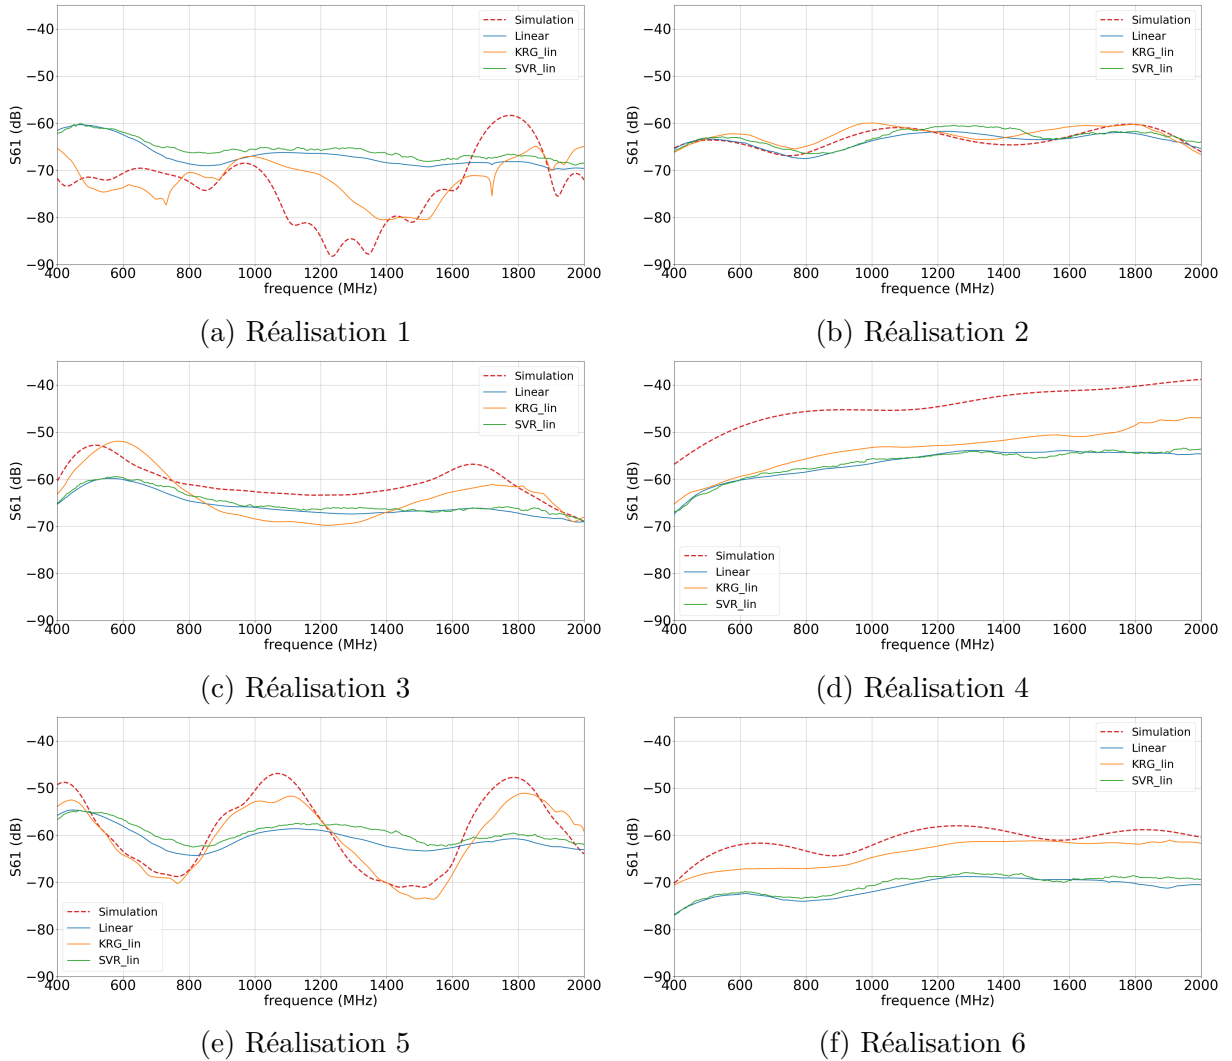 −40
−50
−60
−70
−80
−90
S61 (dB)
400 600 800 1000 1200 1400 1600 1800 2000
frequence (MHz)
Simulation
Linear
KRG_lin
SVR_lin
(a) Réalisation 1
−40
−50
−60
−70
−80
−90
S61 (dB)
400 600 800 1000 1200 1400 1600 1800 2000
frequence (MHz)
Simulation
Linear
KRG_lin
SVR_lin
(b) Réalisation 2
−40
−50
−60
−70
−80
−90
S61 (dB)
400 600 800 1000 1200 1400 1600 1800 2000
frequence (MHz)
Simulation
Linear
KRG_lin
SVR_lin
(c) Réalisation 3
−40
−50
−60
−70
−80
−90
S61 (dB)
400 600 800 1000 1200 1400 1600 1800 2000
frequence (MHz)
Simulation
Linear
KRG_lin
SVR_lin
(d) Réalisation 4
−40
−50
−60
−70
−80
−90
S61 (dB)
400 600 800 1000 1200 1400 1600 1800 2000
frequence (MHz)
Simulation
Linear
KRG_lin
SVR_lin
(e) Réalisation 5
−40
−50
−60
−70
−80
−90
S61 (dB)
400 600 800 1000 1200 1400 1600 1800 2000
frequence (MHz)
Simulation
Linear
KRG_lin
SVR_lin
(f) Réalisation 6